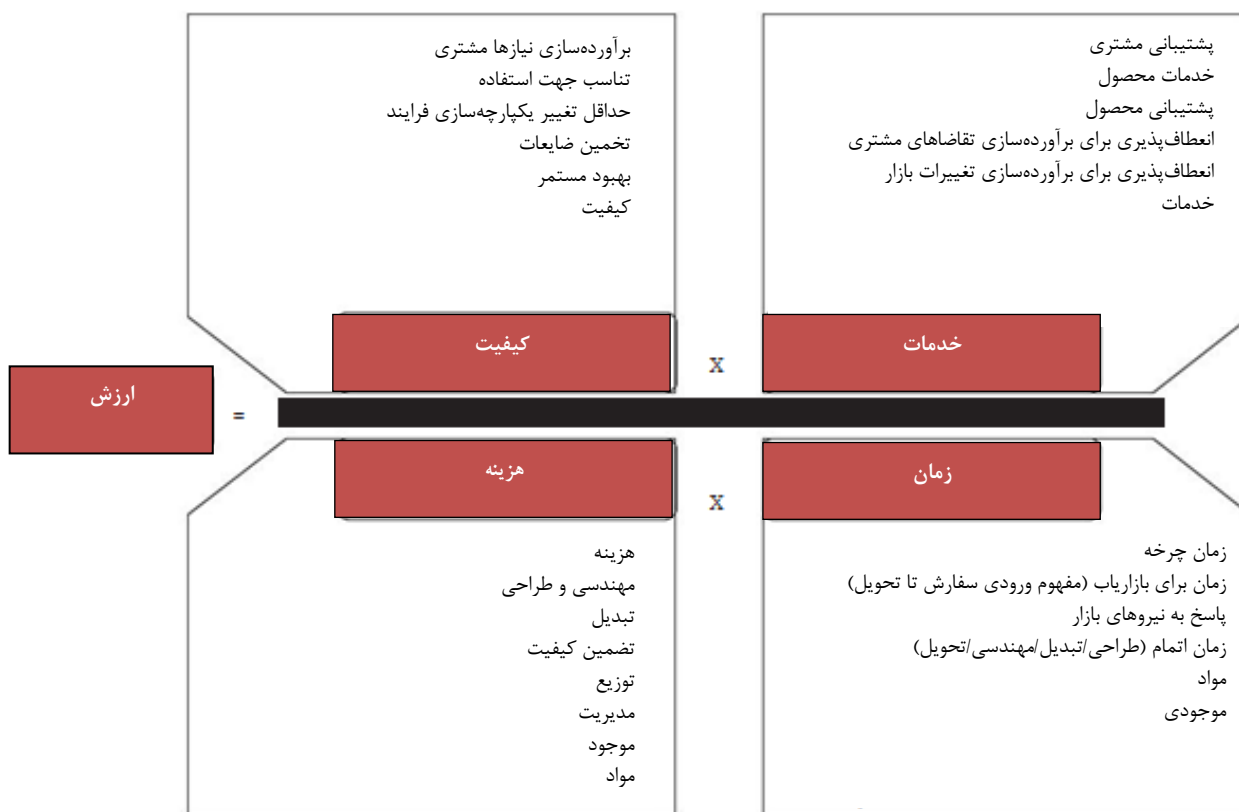 پشتیبانی مشتری
خدمات محصول
پشتیبانی محصول
انعطاف‌پذیری برای برآورده‌سازی تقاضاهای مشتری
انعطاف‌پذیری برای برآورده‌سازی تغییرات بازار
خدمات
برآورده‌سازی نیازها مشتری
تناسب جهت استفاده
حداقل تغییر یکپارچه‌سازی فرایند
تخمین ضایعات
بهبود مستمر
کیفیت
خدمات
X
کیفیت
=
ارزش
زمان
X
هزینه
زمان چرخه
زمان برای بازاریاب (مفهوم ورودی سفارش تا تحویل)
پاسخ به نیروهای بازار
زمان اتمام (طراحی/تبدیل/مهندسی/تحویل)
مواد
موجودی
هزینه
مهندسی و طراحی
تبدیل
تضمین کیفیت
توزیع
مدیریت
موجود
مواد